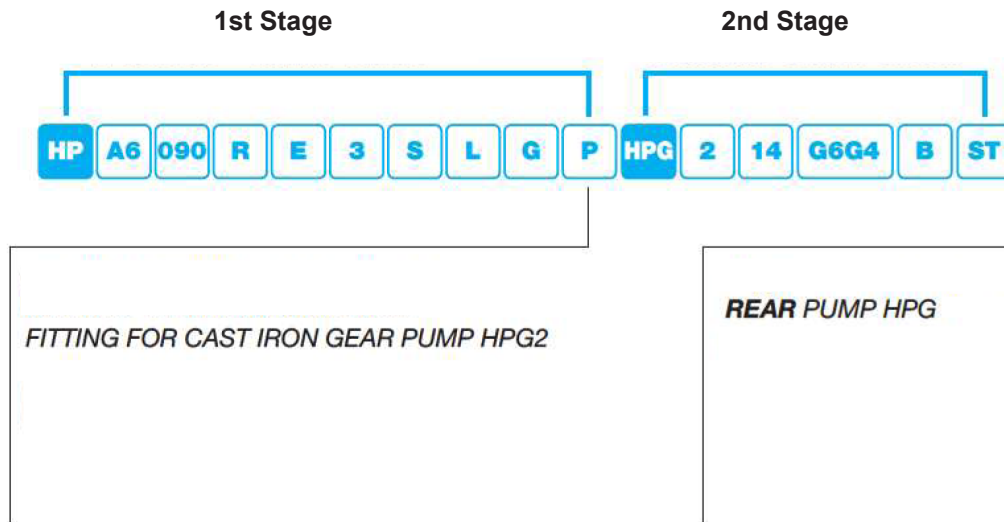 1st Stage 2nd Stage
HP A6 090 R E 3 S L G P HPG 2 14 G6G4 B ST
FITTING FOR CAST IRON GEAR PUMP HPG2
REAR PUMP HPG